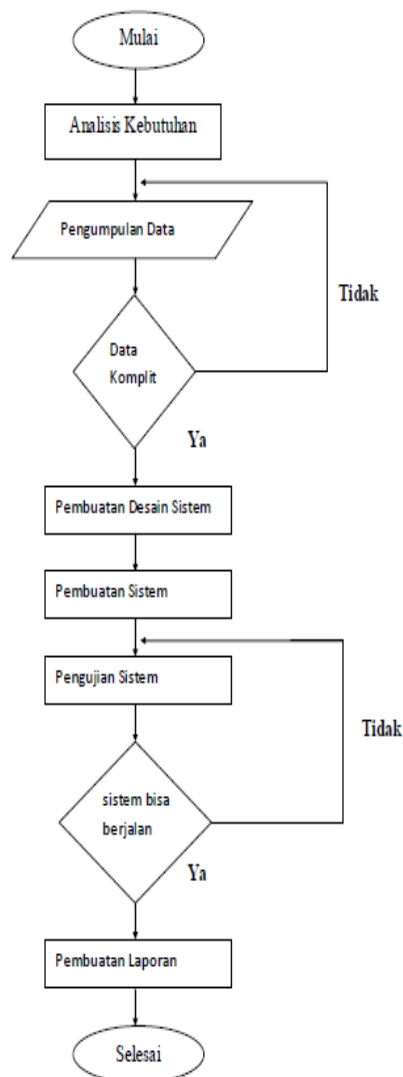 Mulai
Analisis Kebutuhan
Pengumpulan Data
Tidak
Data
Komplit
Ya
Pembuatan Desain Sistem
Pembuatan Sistem
Pengujian Sistem
Tidak
sistem bisa
berjalan
Ya
Pembuatan Laporan
Selesai